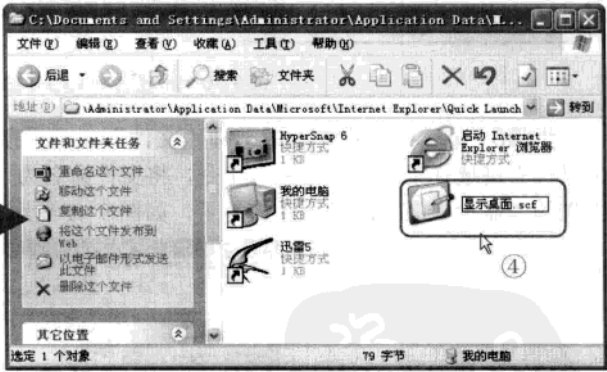 C:\Documents and Settings\Administrator\Application Data\M...
文件(F) 编辑(E) 查看(V) 收藏(A) 工具(T) 帮助(H)
后退 搜索 文件夹
地址(D) \Administrator\Application Data\Microsoft\Internet Explorer\Quick Launch 转到
文件和文件夹任务
重命名这个文件
移动这个文件
复制这个文件
将这个文件发布到
Web
以电子邮件形式发送
此文件
删除这个文件
其它位置
HyperSnap 6
快捷方式
1 KB
启动 Internet
Explorer 浏览器
快捷方式
我的电脑
快捷方式
1 KB
显示桌面.scf
迅雷5
快捷方式
1 KB
④
选定 1 个对象 79 字节 我的电脑